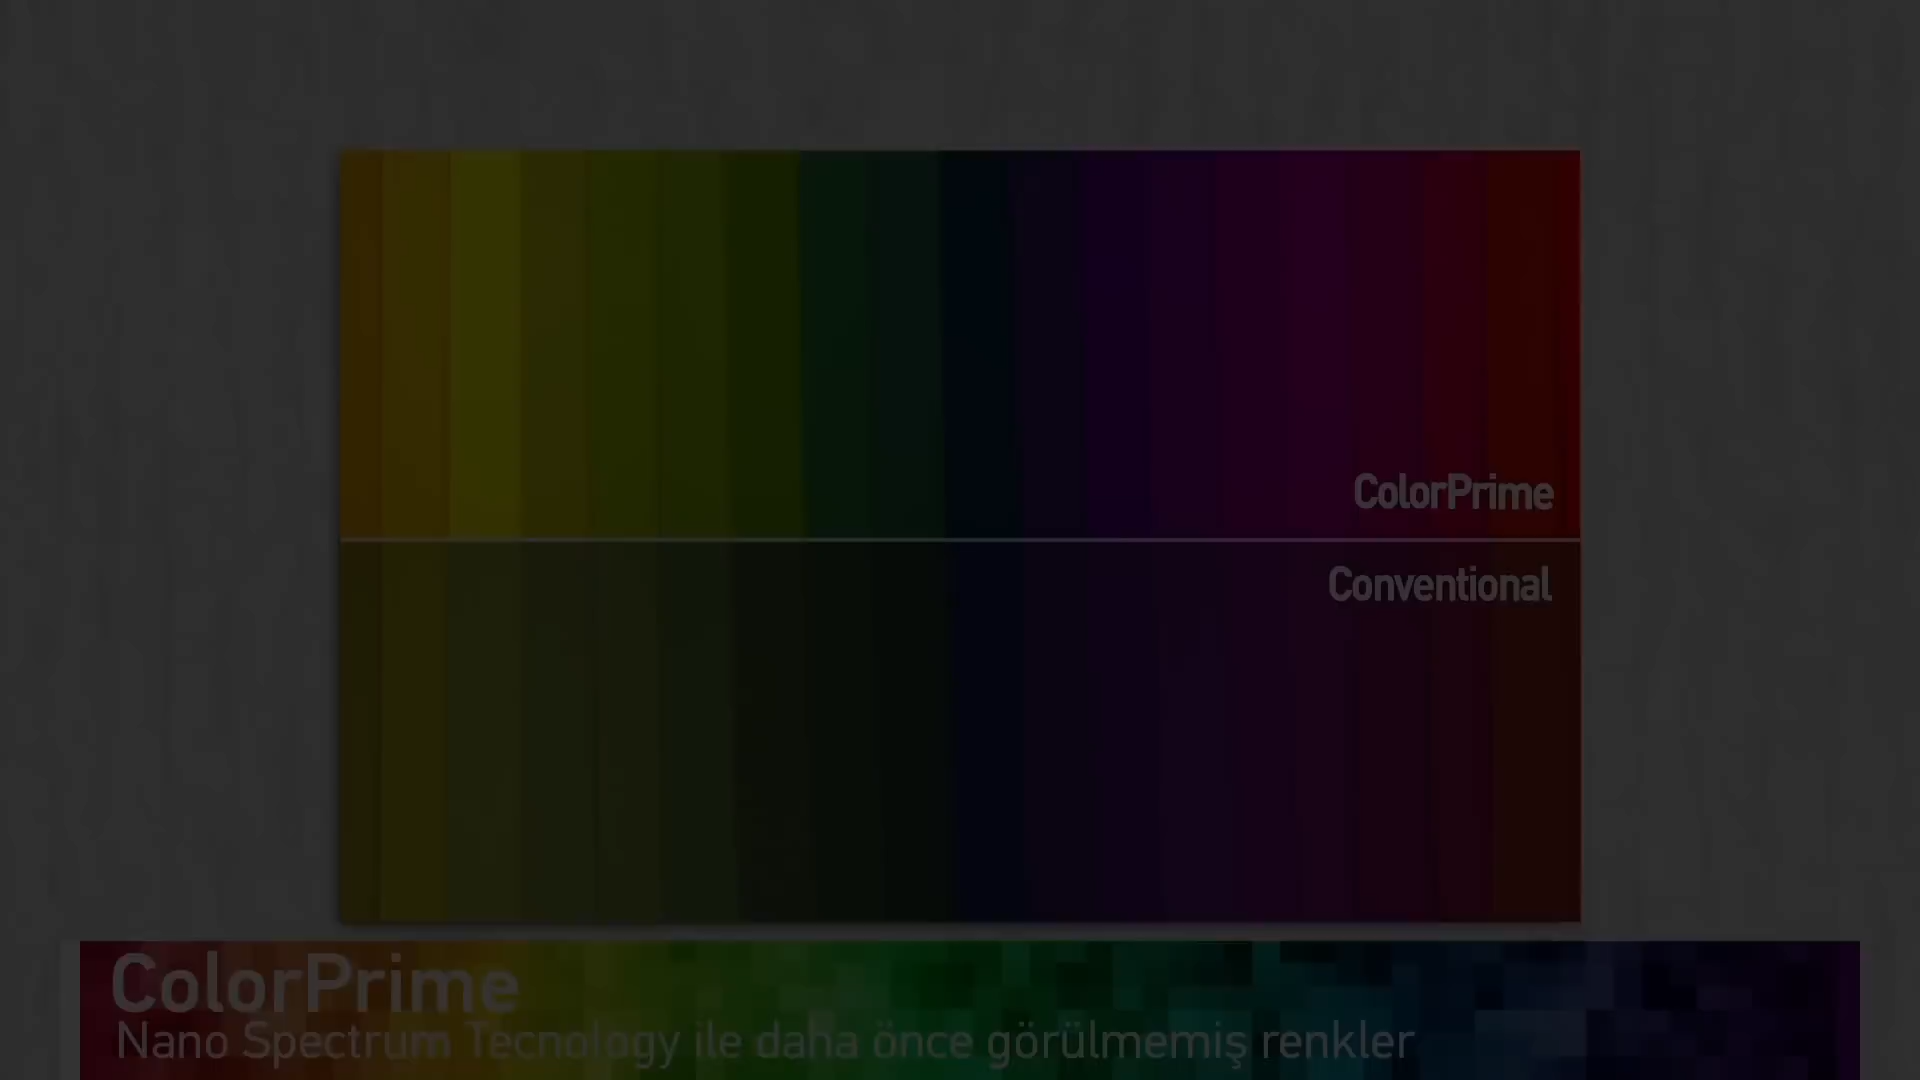 ColorPrime
Conventional
ColorPrime
Nano Spectrum Tecnology ile daha önce görülmemiş renkler